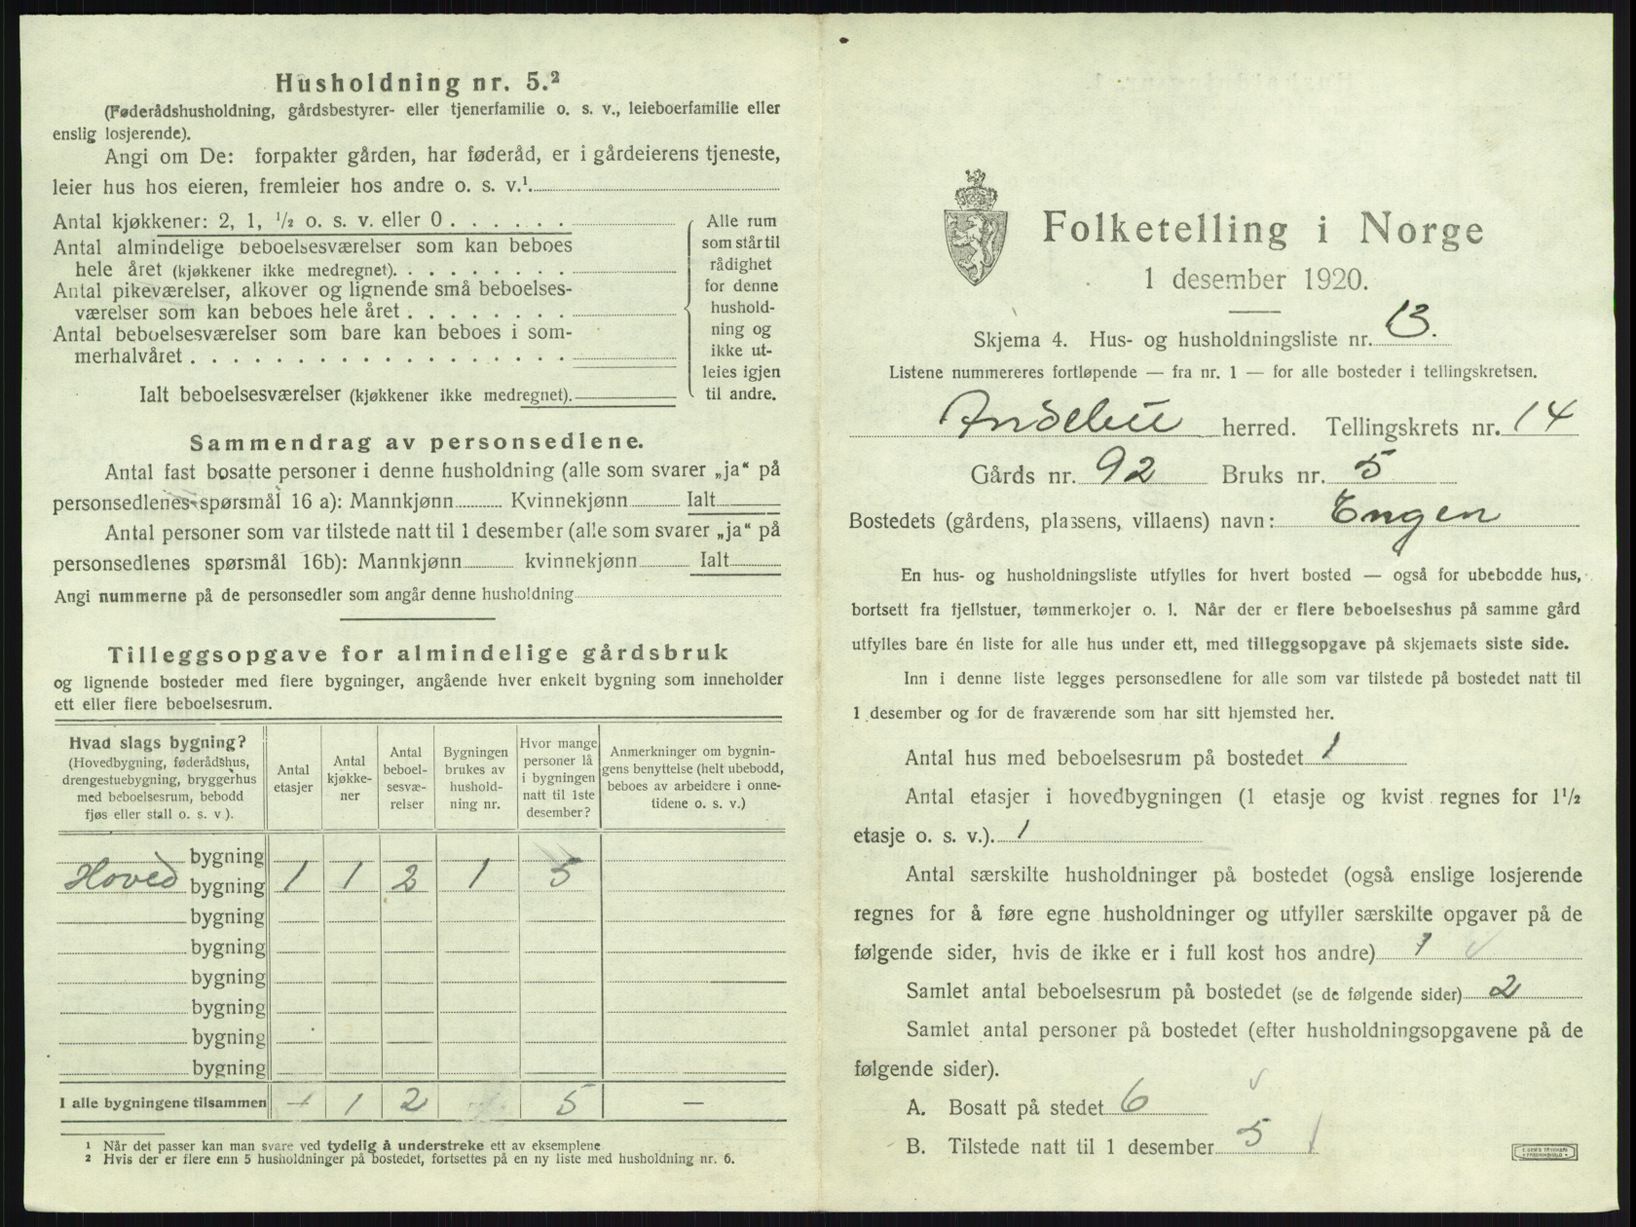 Husholdning nr. 5.²
(Føderådshusholdning, gårdsbestyrer- eller tjenerfamilie o. s. v., leieboerfamilie eller
enslig losjerende).
Angi om De: forpakter gården, har føderåd, er i gårdeierens tjeneste,
leier hus hos eieren, fremleier hos andre o. s. v.¹
Antal kjøkkener: 2, 1, ½ o. s. v. eller 0 . . . . . .
Antal almindelige beboelsesværelser som kan beboes
hele året (kjøkkener ikke medregnet). . . . . . . . .
Antal pikeværelser, alkover og lignende små beboelses-
værelser som kan beboes hele året . . . . . . . .
Antal beboelsesværelser som bare kan beboes i som-
merhalvåret . . . . . . . . . . . . . . . . . .
Ialt beboelsesværelser (kjøkkener ikke medregnet).
Alle rum
som står til
rådighet
for denne
hushold-
ning og
ikke ut-
leies igjen
til andre.
Sammendrag av personsedlene.
Antal fast bosatte personer i denne husholdning (alle som svarer „ja“ på
personsedlenes spørsmål 16 a): Mannkjønn Kvinnekjønn Ialt
Antal personer som var tilstede natt til 1 desember (alle som svarer „ja“ på
personsedlenes spørsmål 16b): Mannkjønn kvinnekjønn Ialt
Angi nummerne på de personsedler som angår denne husholdning
Tilleggsopgave for almindelige gårdsbruk
og lignende bosteder med flere bygninger, angående hver enkelt bygning som inneholder
ett eller flere beboelsesrum.
Hvad slags bygning?
(Hovedbygning, føderådshus,
drengestuebygning, bryggerhus
med beboelsesrum, bebodd
fjøs eller stall o. s. v.).
Antal
etasjer
Antal
kjøkke-
ner
Antal
beboel-
sesvæ-
relser
Bygningen
brukes av
hushold-
ning nr.
Hvor mange
personer lå
i bygningen
natt til 1ste
desember?
Anmerkninger om bygnin-
gens benyttelse (helt ubebodd,
beboes av arbeidere i onne-
tidene o. s. v.)
bygning
Hoved bygning 1 1 2 1 5
bygning
bygning
bygning
bygning
bygning
bygning
I alle bygningene tilsammen 1 2 5 —
¹ Når det passer kan man svare ved tydelig å understreke ett av eksemplene
² Hvis der er flere enn 5 husholdninger på bostedet, fortsettes på en ny liste med husholdning nr. 6.
Folketelling i Norge
1 desember 1920.
Skjema 4. Hus- og husholdningsliste nr. 13.
Listene nummereres fortløpende — fra nr. 1 — for alle bosteder i tellingskretsen.
Andebu herred. Tellingskrets nr. 14
Gårds nr. 92 Bruks nr. 5
Bostedets (gårdens, plassens, villaens) navn: Engen
En hus- og husholdningsliste utfylles for hvert bosted — også for ubebodde hus,
bortsett fra fjellstuer, tømmerkojer o. l. Når der er flere beboelseshus på samme gård
utfylles bare én liste for alle hus under ett, med tilleggsopgave på skjemaets siste side.
Inn i denne liste legges personsedlene for alle som var tilstede på bostedet natt til
1 desember og for de fraværende som har sitt hjemsted her.
Antal hus med beboelsesrum på bostedet 1
Antal etasjer i hovedbygningen (1 etasje og kvist regnes for 1½
etasje o. s. v.). 1
Antal særskilte husholdninger på bostedet (også enslige losjerende
regnes for å føre egne husholdninger og utfyller særskilte opgaver på de
følgende sider, hvis de ikke er i full kost hos andre) 1
Samlet antal beboelsesrum på bostedet (se de følgende sider) 2
Samlet antal personer på bostedet (efter husholdningsopgavene på de
følgende sider).
A. Bosatt på stedet 6
B. Tilstede natt til 1 desember 5